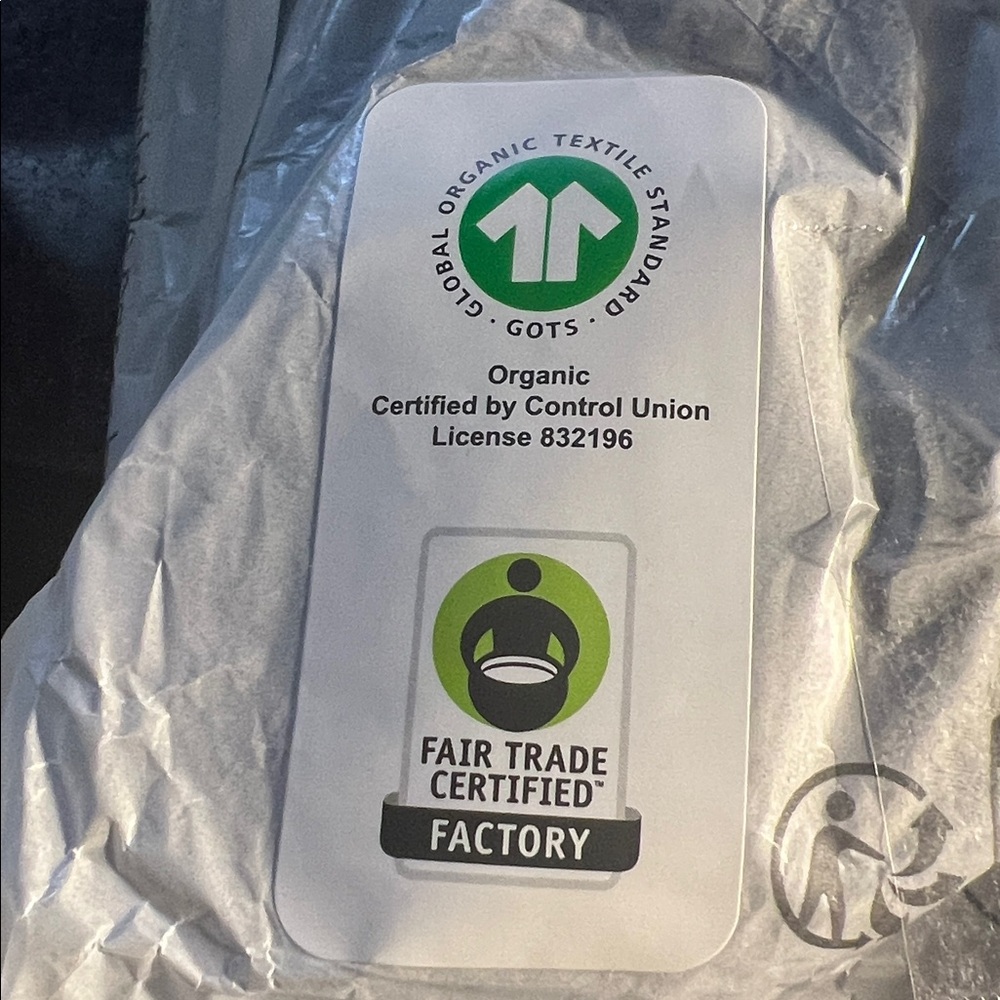 GLOBAL ORGANIC TEXTILE STANDARD · GOTS ·
Organic
Certified by Control Union
License 832196
FAIR TRADE
CERTIFIED™
FACTORY